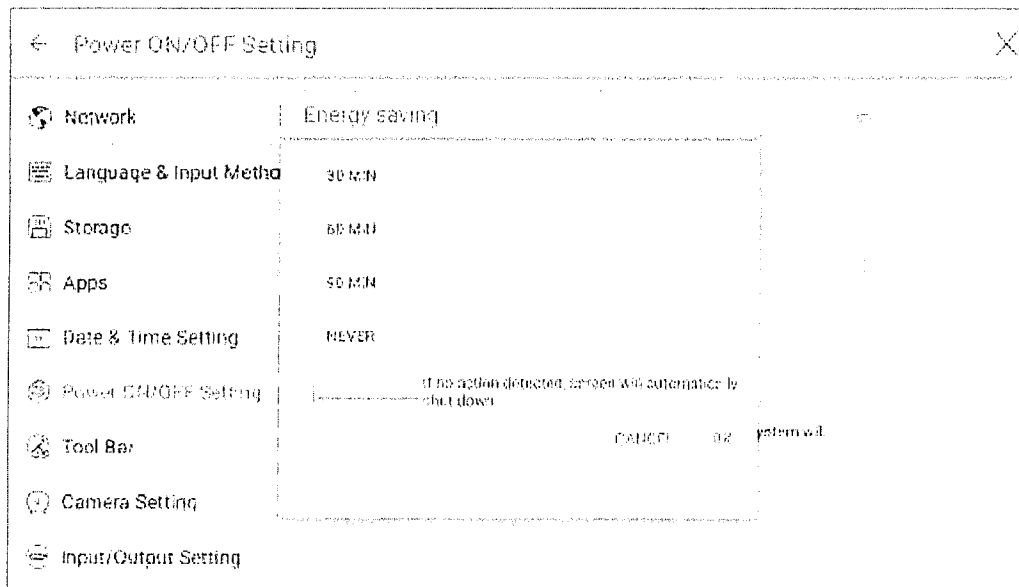 Power ON/OFF Setting
Network
Energy saving
Language & Input Metho
30 MIN
Storage
60 MIN
Apps
90 MIN
Date & Time Setting
NEVER
Power ON/OFF Setting
If no action detected, screen will automatically
shut down
Tool Bar
CANCEL
OK
ystem will
Camera Setting
Input/Output Setting